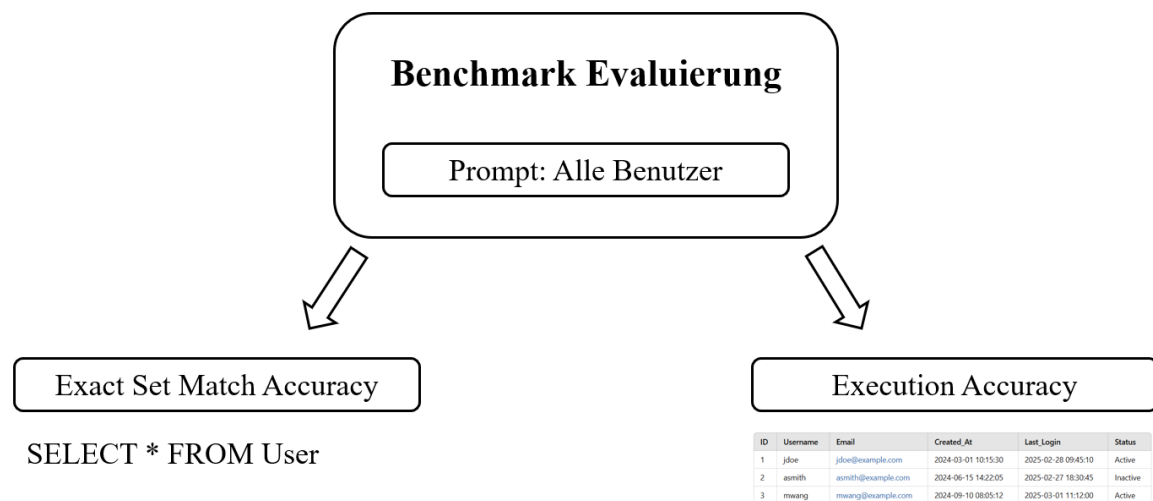 Benchmark Evaluierung
Prompt: Alle Benutzer
Exact Set Match Accuracy
Execution Accuracy
SELECT * FROM User
ID Username Email Created_At Last_Login Status
1 jdoe jdoe@example.com 2024-03-01 10:15:30 2025-02-28 09:45:10 Active
2 asmith asmith@example.com 2024-06-15 14:22:05 2025-02-27 18:30:45 Inactive
3 mwang mwang@example.com 2024-09-10 08:05:12 2025-03-01 11:12:00 Active